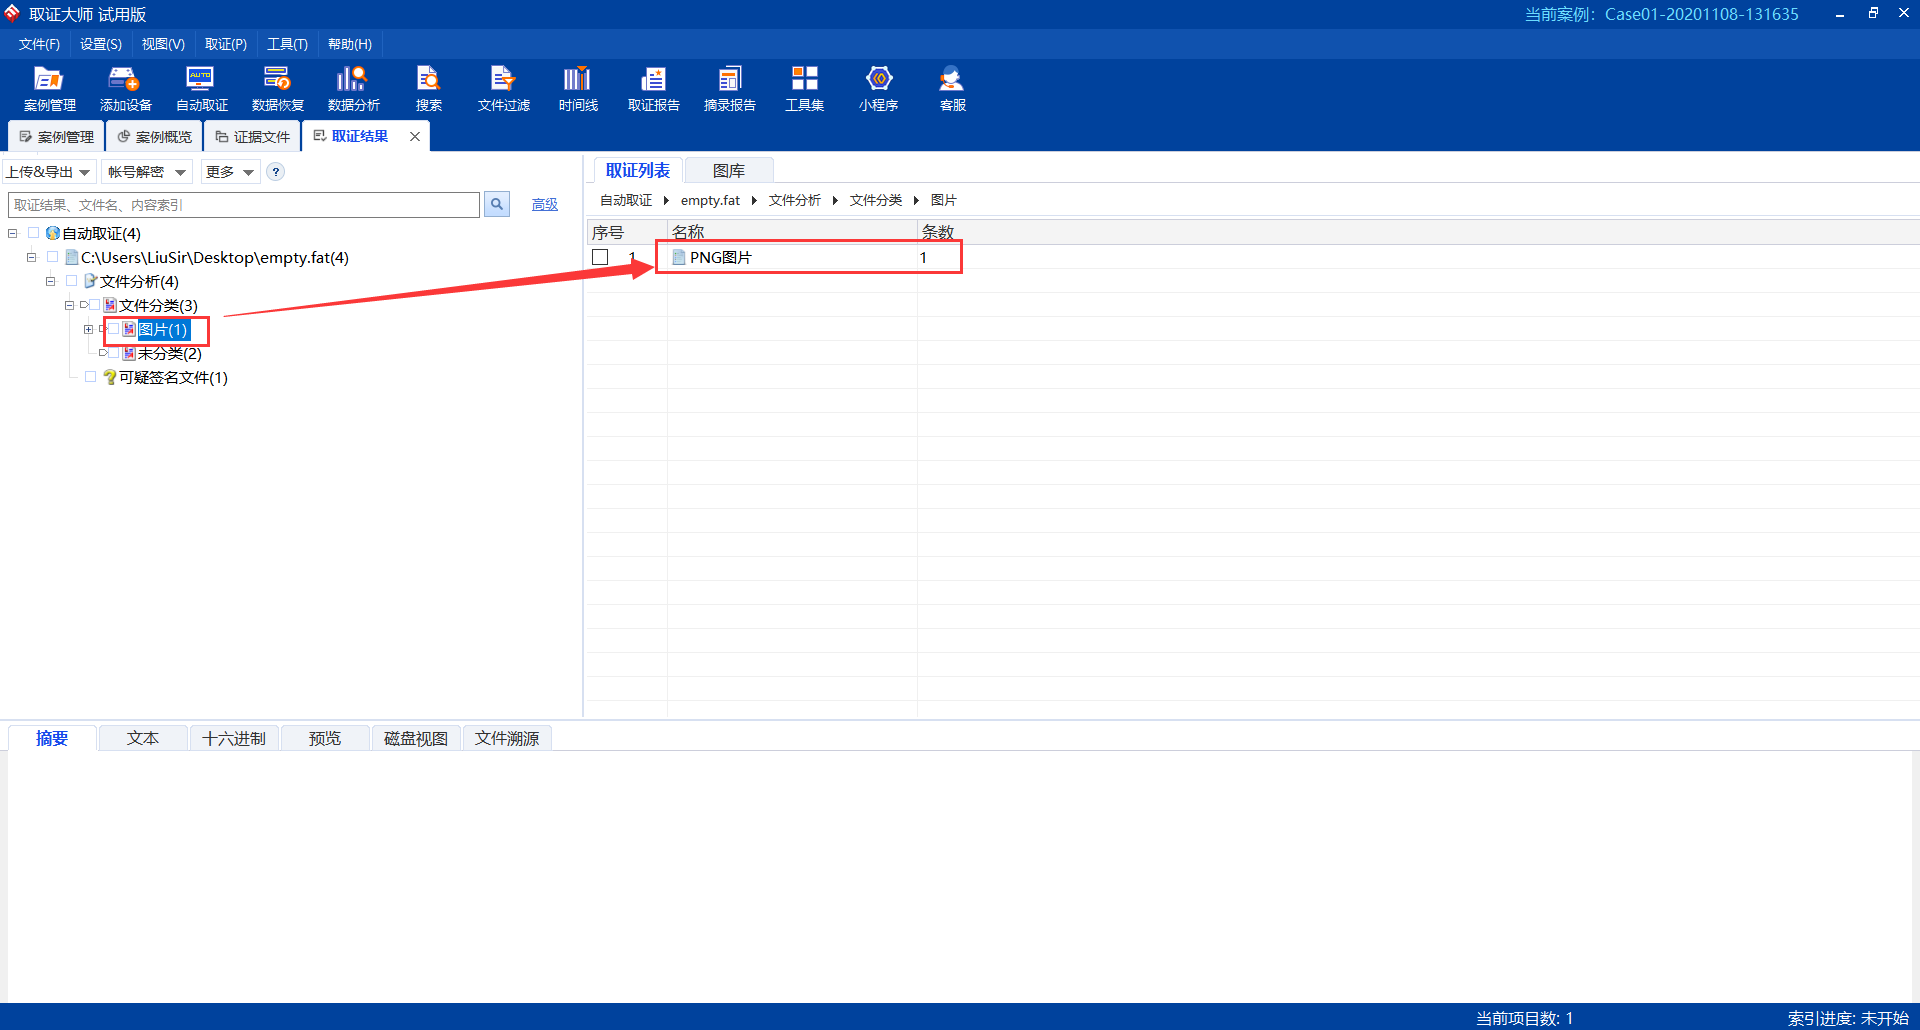 取证大师 试用版
当前案例: Case01-20201108-131635
文件(F) 设置(S) 视图(V) 取证(P) 工具(T) 帮助(H)
案例管理 添加设备 自动取证 数据恢复 数据分析 搜索 文件过滤 时间线 取证报告 摘录报告 工具集 小程序 客服
案例管理 案例概览 证据文件 取证结果
上传&导出 帐号解密 更多 ?
取证结果、文件名、内容索引 高级
自动取证(4)
C:\Users\LiuSir\Desktop\empty.fat(4)
文件分析(4)
文件分类(3)
图片(1)
未分类(2)
可疑签名文件(1)
取证列表 图库
自动取证 empty.fat 文件分析 文件分类 图片
序号 名称 条数
1 PNG图片 1
摘要 文本 十六进制 预览 磁盘视图 文件溯源
当前项目数: 1 索引进度: 未开始